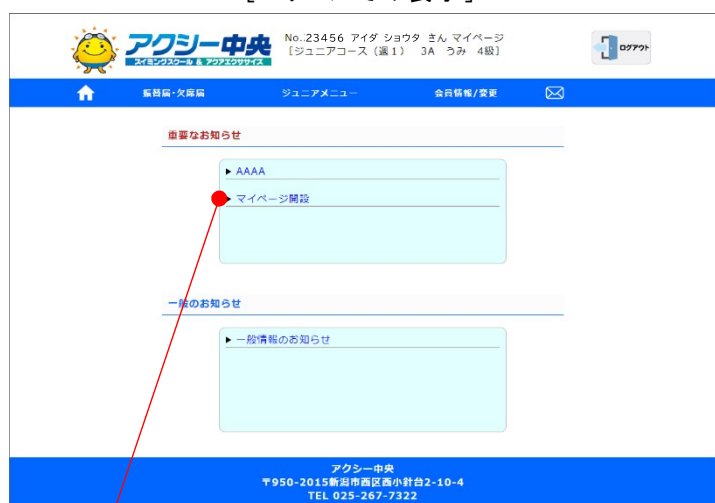 アクシー中央
スイミングスクール & アクアエクササイズ
No.:23456 アイダ ショウタ さん マイページ
[ジュニアコース（週1） 3A うみ 4級]
ログアウト
振替届・欠席届 ジュニアメニュー 会員情報/変更
重要なお知らせ
▶ AAAA
マイページ開設
一般のお知らせ
▶ 一般情報のお知らせ
アクシー中央
〒950-2015新潟市西区西小針台2-10-4
TEL 025-267-7322